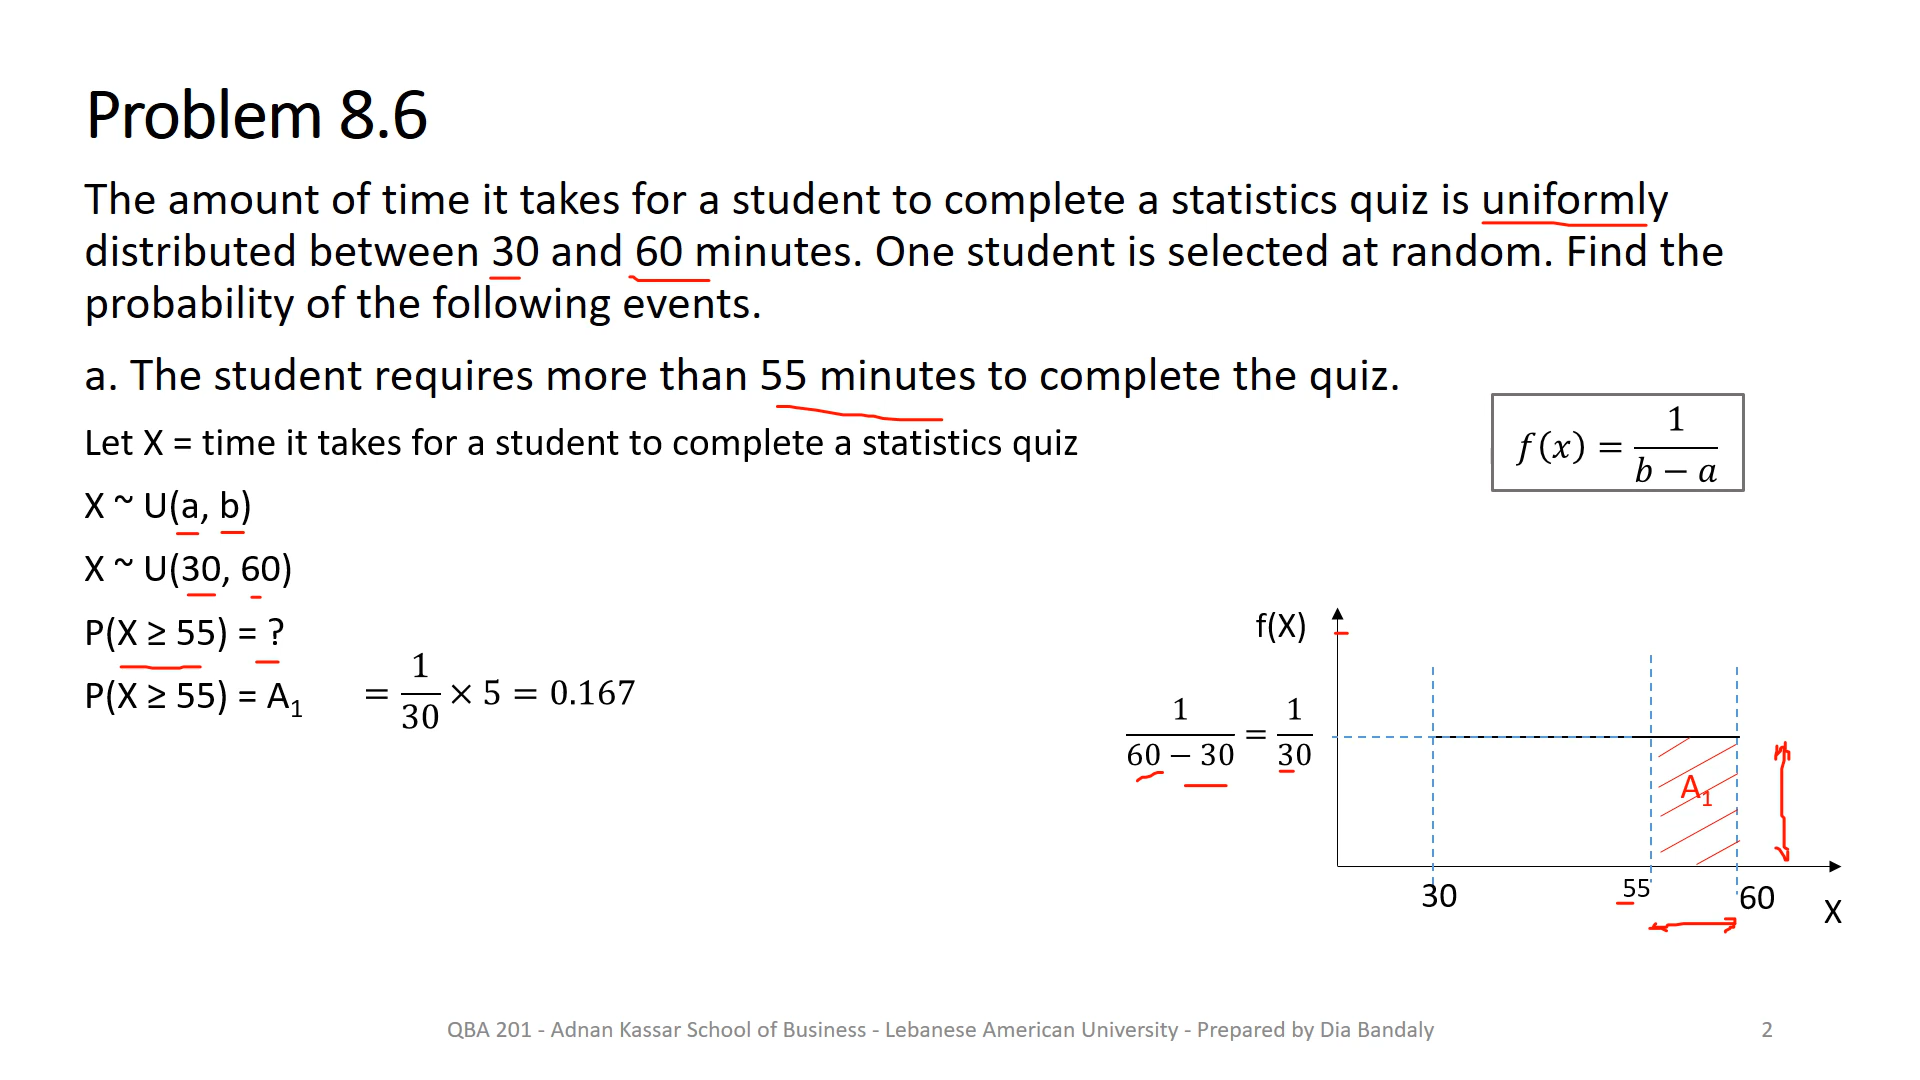 Problem 8.6
The amount of time it takes for a student to complete a statistics quiz is uniformly
distributed between 30 and 60 minutes. One student is selected at random. Find the
probability of the following events.
a. The student requires more than 55 minutes to complete the quiz.
Let X = time it takes for a student to complete a statistics quiz
f(x) = 1/(b − a)
X ~ U(a, b)
X ~ U(30, 60)
P(X ≥ 55) = ?
P(X ≥ 55) = A₁ = 1/30 × 5 = 0.167
f(X)
1/(60 − 30) = 1/30
A₁
30 55 60 X
QBA 201 - Adnan Kassar School of Business - Lebanese American University - Prepared by Dia Bandaly 2